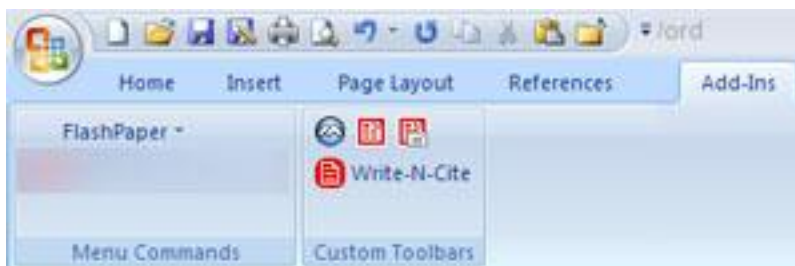 Word
Home Insert Page Layout References Add-Ins
FlashPaper
Write-N-Cite
Menu Commands Custom Toolbars